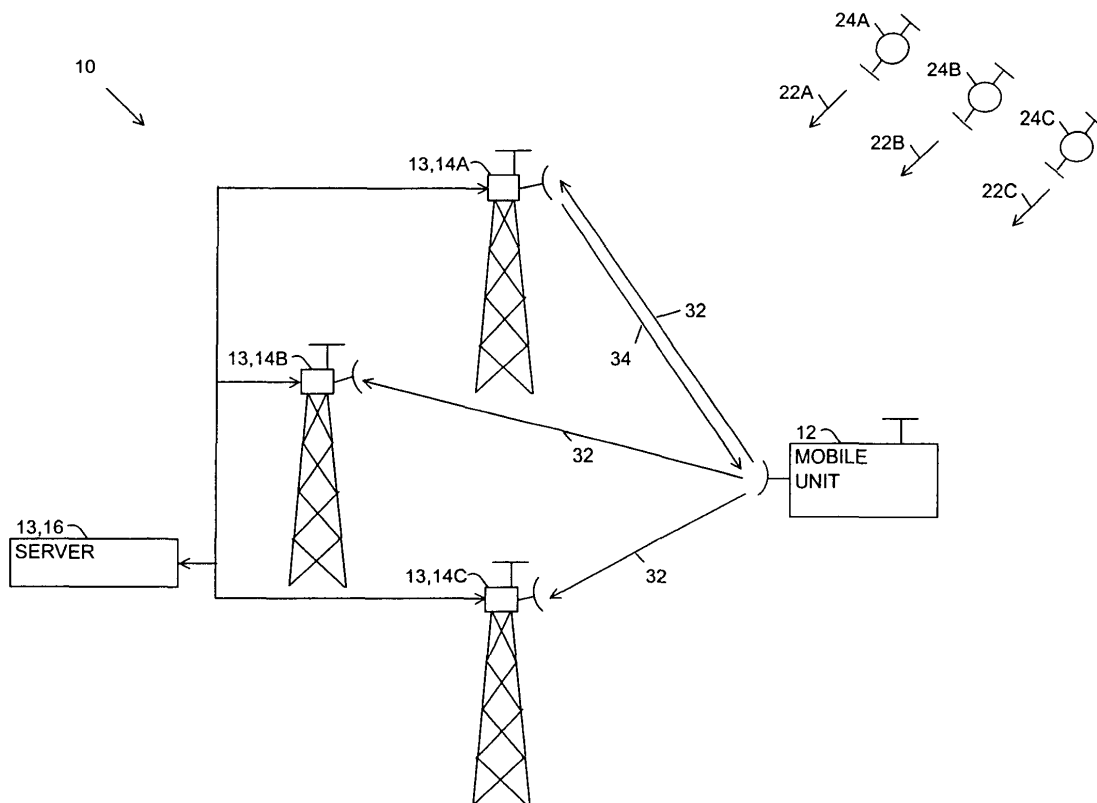 10
24A
22A
24B
22B
24C
22C
13,14A
32
34
13,14B
32
12
MOBILE
UNIT
13,16
SERVER
13,14C
32